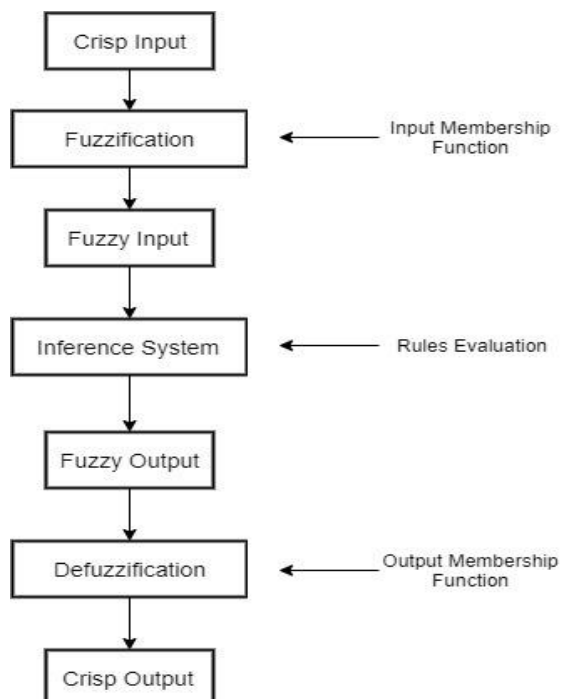 Crisp Input
Fuzzification
Input Membership
Function
Fuzzy Input
Inference System
Rules Evaluation
Fuzzy Output
Defuzzification
Output Membership
Function
Crisp Output